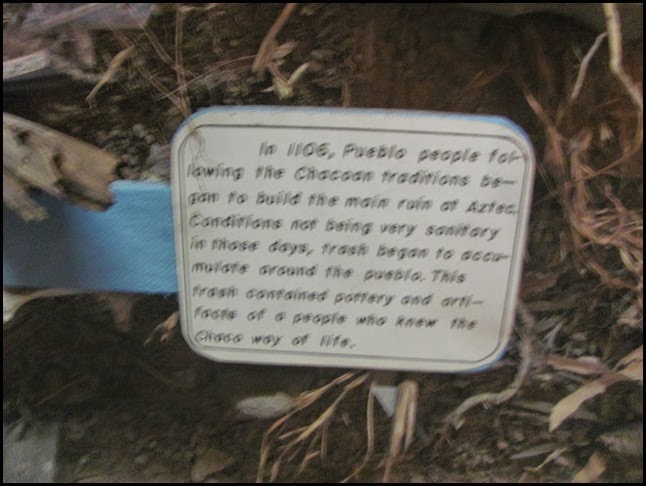 In 1106, Pueblo people fol-
lowing the Chacoan traditions be-
gan to build the main ruin at Aztec.
Conditions not being very sanitary
in those days, trash began to accu-
mulate around the pueblo. This
trash contained pottery and arti-
facts of a people who knew the
Chaco way of life.